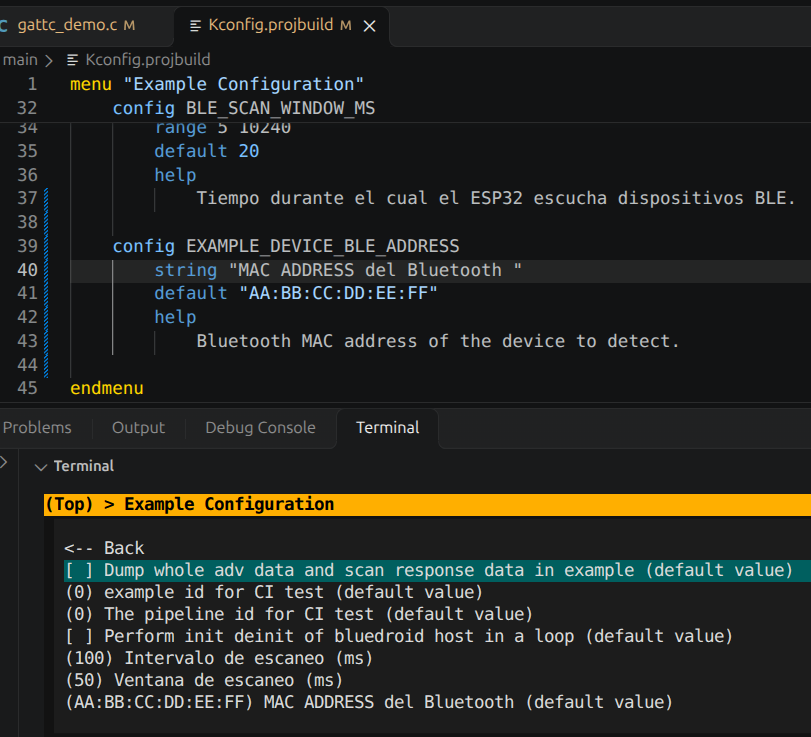 C gattc_demo.c M
Kconfig.projbuild M ×
main > Kconfig.projbuild
1 menu "Example Configuration"
32 config BLE_SCAN_WINDOW_MS
34 range 5 10240
35 default 20
36 help
37 Tiempo durante el cual el ESP32 escucha dispositivos BLE.
38
39 config EXAMPLE_DEVICE_BLE_ADDRESS
40 string "MAC ADDRESS del Bluetooth "
41 default "AA:BB:CC:DD:EE:FF"
42 help
43 Bluetooth MAC address of the device to detect.
44
45 endmenu
Problems Output Debug Console Terminal
Terminal
(Top) > Example Configuration
<-- Back
[ ] Dump whole adv data and scan response data in example (default value)
(0) example id for CI test (default value)
(0) The pipeline id for CI test (default value)
[ ] Perform init deinit of bluedroid host in a loop (default value)
(100) Intervalo de escaneo (ms)
(50) Ventana de escaneo (ms)
(AA:BB:CC:DD:EE:FF) MAC ADDRESS del Bluetooth (default value)